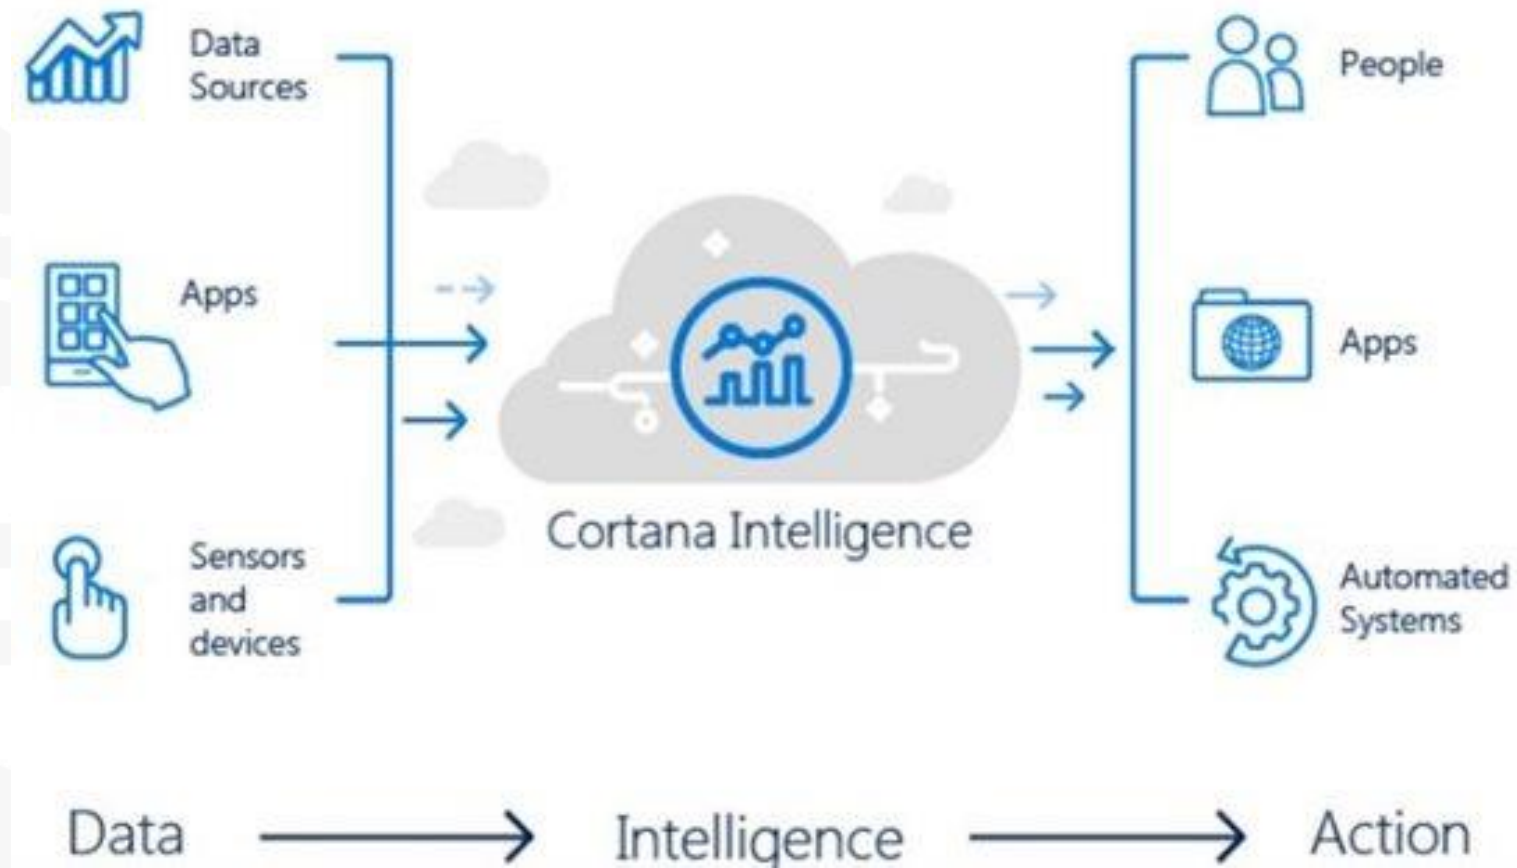 Data
Sources
People
Apps
Apps
Cortana Intelligence
Sensors
and
devices
Automated
Systems
Data
Intelligence
Action